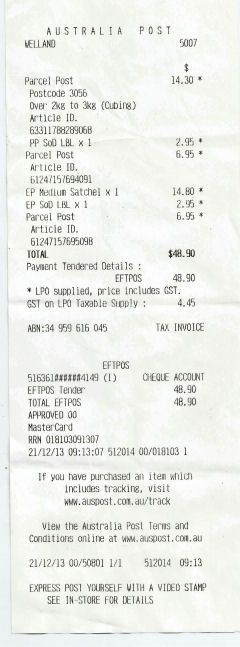 AUSTRALIA POST
WELLAND 5007
$
Parcel Post 14.30 *
Postcode 3056
Over 2kg to 3kg (Cubing)
Article ID.
63311788289068
PP SoD LBL x 1 2.95 *
Parcel Post 6.95 *
Article ID.
61247157694091
EP Medium Satchel x 1 14.80 *
EP SoD LBL x 1 2.95 *
Parcel Post 6.95 *
Article ID.
61247157695098
TOTAL $48.90
Payment Tendered Details :
EFTPOS 48.90
* LPO supplied, price includes GST.
GST on LPO Taxable Supply : 4.45
ABN:34 959 616 045 TAX INVOICE
EFTPOS
516361######4149 (I) CHEQUE ACCOUNT
EFTPOS Tender 48.90
TOTAL EFTPOS 48.90
APPROVED 00
MasterCard
RRN 018103091307
21/12/13 09:13:07 512014 00/018103 1
If you have purchased an item which
includes tracking, visit
www.auspost.com.au/track
View the Australia Post Terms and
Conditions online at www.auspost.com.au
21/12/13 00/50801 1/1 512014 09:13
EXPRESS POST YOURSELF WITH A VIDEO STAMP
SEE IN-STORE FOR DETAILS